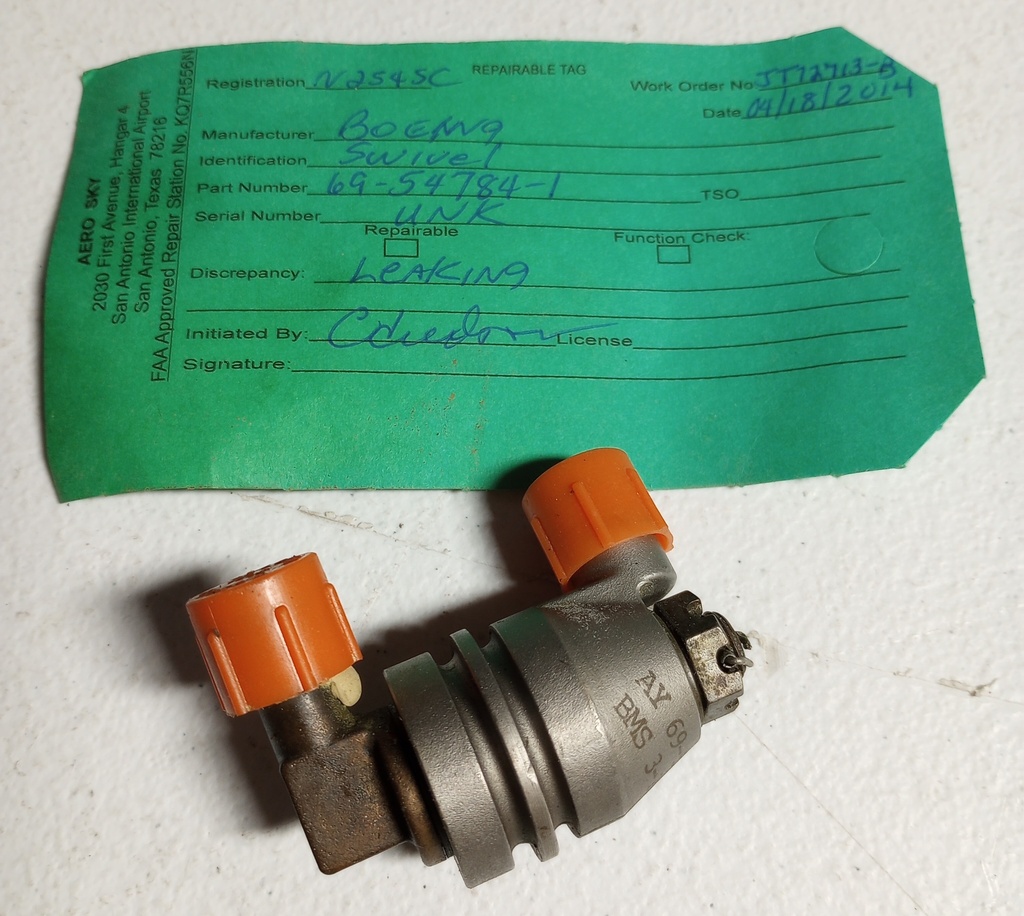 AERO SKY
2030 First Avenue, Hangar 4
San Antonio International Airport
San Antonio, Texas 78216
FAA Approved Repair Station No. KQ7R556N
REPAIRABLE TAG
Registration N2545C Work Order No JT72713-B
Date 04/18/2014
Manufacturer BOEING
Identification Swivel
Part Number 69-54784-1 TSO
Serial Number UNK
Repairable Function Check:
Discrepancy: LEAKING
Initiated By: License
Signature:
AY 69-
BMS 3-